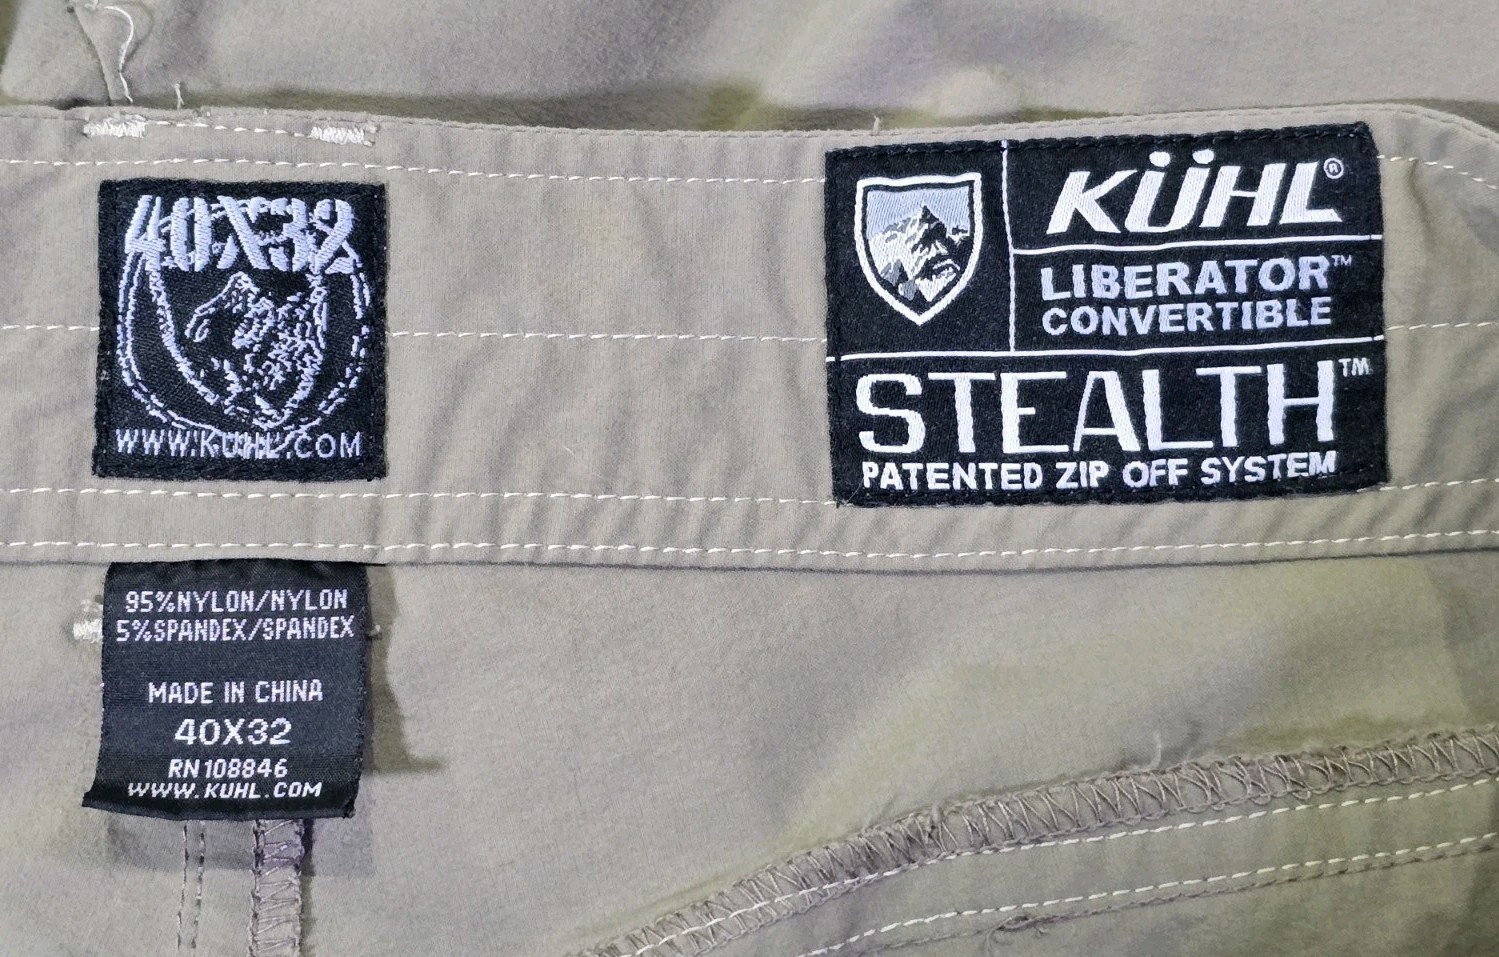 40X32
WWW.KUHL.COM
KÜHL®
LIBERATOR™
CONVERTIBLE
STEALTH™
PATENTED ZIP OFF SYSTEM
95%NYLON/NYLON
5%SPANDEX/SPANDEX
MADE IN CHINA
40X32
RN108846
WWW.KUHL.COM